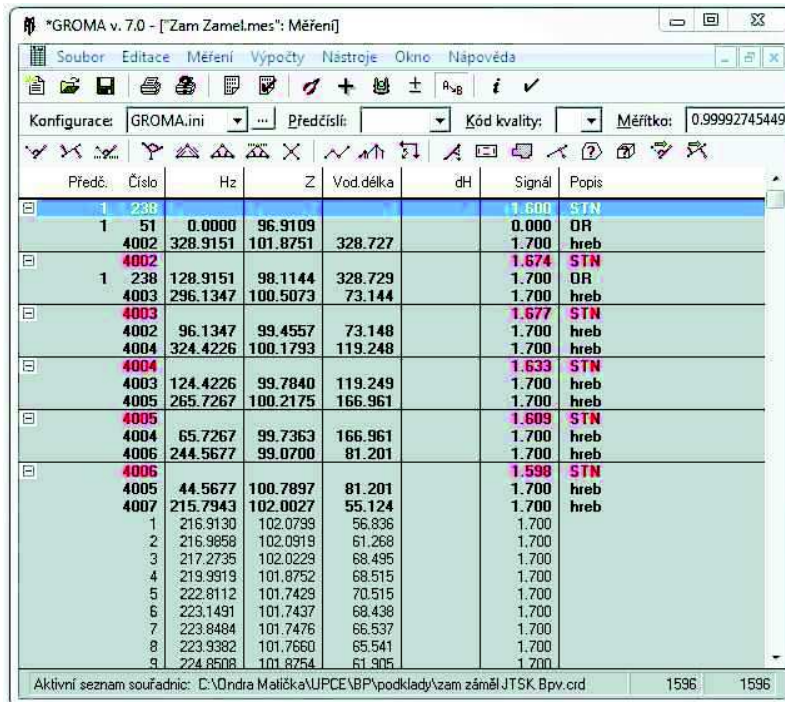 *GROMA v. 7.0 - ["Zam Zamel.mes": Měření]
Soubor Editace Měření Výpočty Nástroje Okno Nápověda
Konfigurace: GROMA.ini ... Předčíslí: Kód kvality: Měřítko: 0.99992745449
Předč. Číslo Hz Z Vod.délka dH Signál Popis
1 238 1.600 STN
1 51 0.0000 96.9109 0.000 OR
4002 328.9151 101.8751 328.727 1.700 hreb
4002 1.674 STN
1 238 128.9151 98.1144 328.729 1.700 OR
4003 296.1347 100.5073 73.144 1.700 hreb
4003 1.677 STN
4002 96.1347 99.4557 73.148 1.700 hreb
4004 324.4226 100.1793 119.248 1.700 hreb
4004 1.633 STN
4003 124.4226 99.7840 119.249 1.700 hreb
4005 265.7267 100.2175 166.961 1.700 hreb
4005 1.609 STN
4004 65.7267 99.7363 166.961 1.700 hreb
4006 244.5677 99.0700 81.201 1.700 hreb
4006 1.598 STN
4005 44.5677 100.7897 81.201 1.700 hreb
4007 215.7943 102.0027 55.124 1.700 hreb
1 216.9130 102.0799 56.836 1.700
2 216.9858 102.0919 61.268 1.700
3 217.2735 102.0229 68.495 1.700
4 219.9919 101.8752 68.515 1.700
5 222.8112 101.7429 70.515 1.700
6 223.1491 101.7437 68.438 1.700
7 223.8484 101.7476 66.537 1.700
8 223.9382 101.7660 65.541 1.700
9 224.8508 101.8754 61.905 1.700
Aktivní seznam souřadnic: C:\Ondra Matička\UPCE\BP\podklady\zam záměl JTSK Bpv.crd 1596 1596